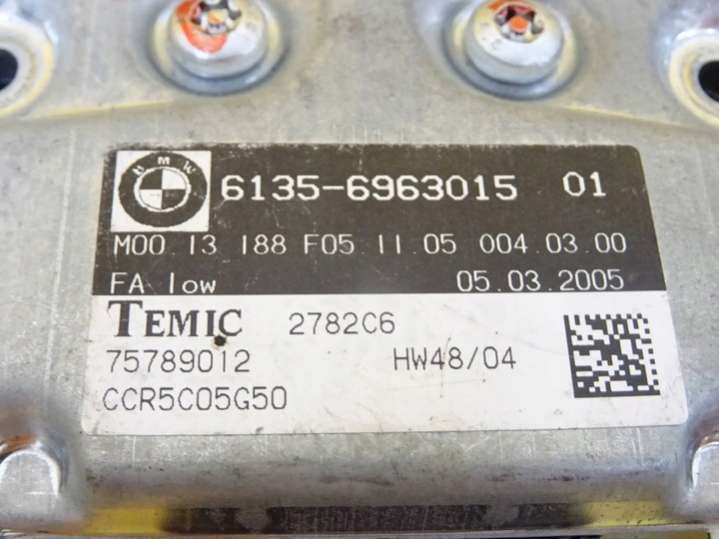 BMW
6135-6963015 01
M00 13 188 F05 11 05 004 03 00
FA low 05.03.2005
TEMIC 2782C6
75789012 HW48/04
CCR5C05G50